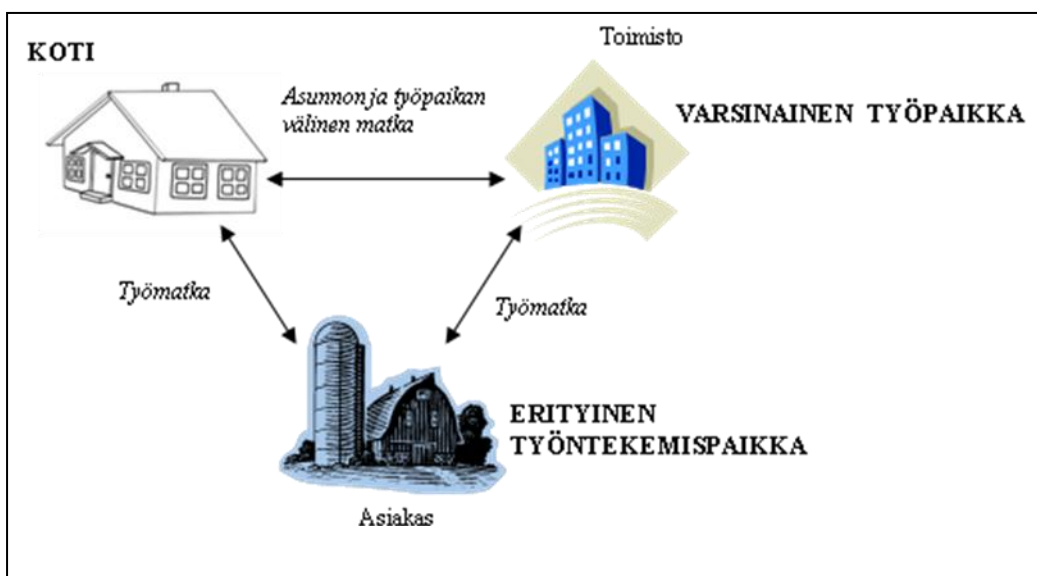 KOTI
Toimisto
Asunnon ja työpaikan
välinen matka
VARSINAINEN TYÖPAIKKA
Työmatka
Työmatka
ERITYINEN
TYÖNTEKEMISPAIKKA
Asiakas